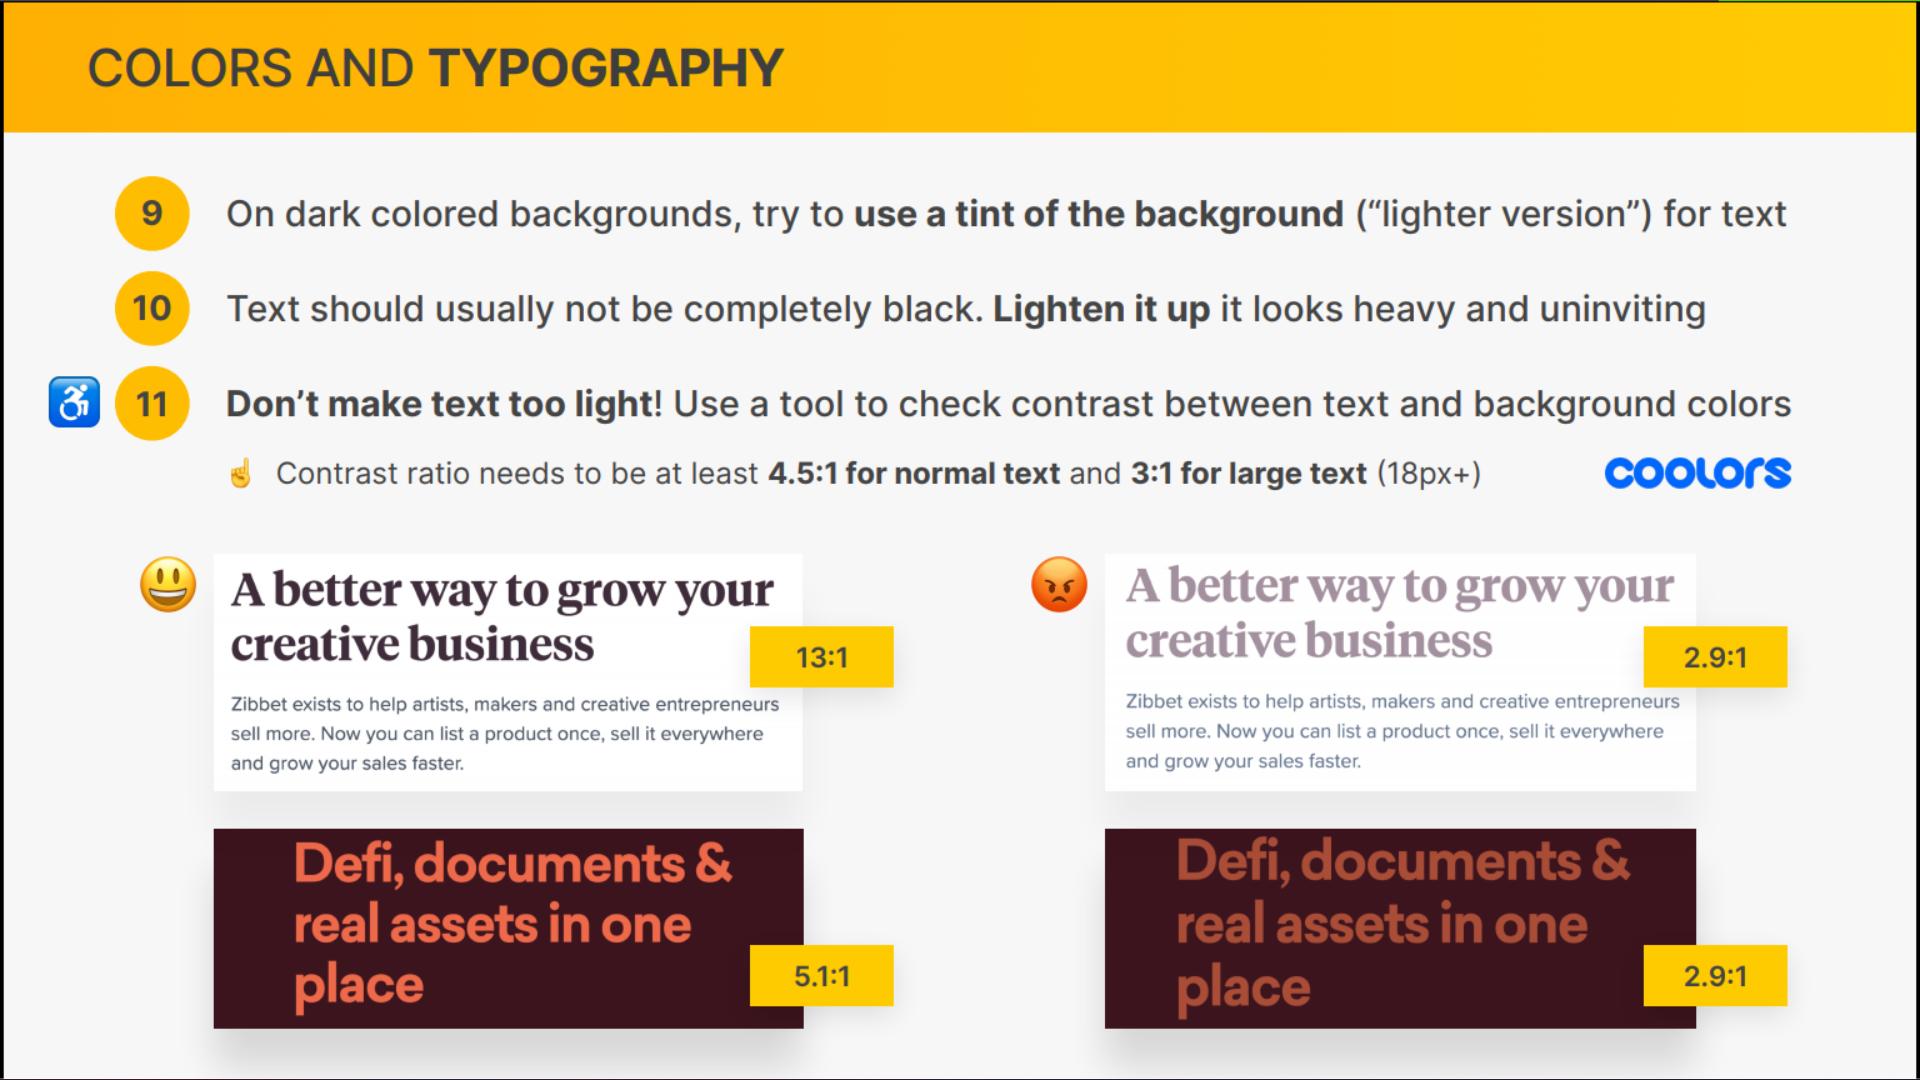 COLORS AND TYPOGRAPHY
9
On dark colored backgrounds, try to use a tint of the background (“lighter version”) for text
10
Text should usually not be completely black. Lighten it up it looks heavy and uninviting
11
Don’t make text too light! Use a tool to check contrast between text and background colors
Contrast ratio needs to be at least 4.5:1 for normal text and 3:1 for large text (18px+)
coolors
A better way to grow your
creative business
13:1
Zibbet exists to help artists, makers and creative entrepreneurs
sell more. Now you can list a product once, sell it everywhere
and grow your sales faster.
A better way to grow your
creative business
2.9:1
Zibbet exists to help artists, makers and creative entrepreneurs
sell more. Now you can list a product once, sell it everywhere
and grow your sales faster.
Defi, documents &
real assets in one
place
5.1:1
Defi, documents &
real assets in one
place
2.9:1